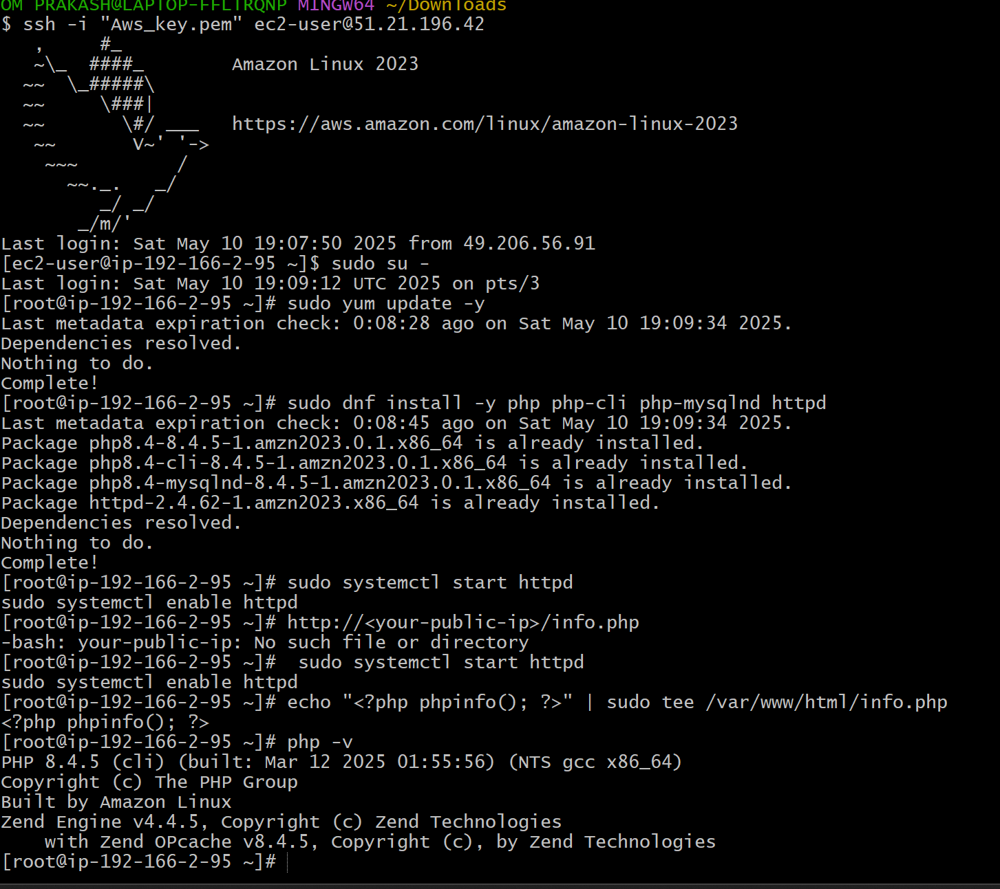 OM PRAKASH@LAPTOP-FFLTRQNP MINGW64 ~/Downloads
$ ssh -i "Aws_key.pem" ec2-user@51.21.196.42
   ,     #_
   ~\_  ####_        Amazon Linux 2023
  ~~  \_#####\
  ~~     \###|
  ~~       \#/ ___   https://aws.amazon.com/linux/amazon-linux-2023
   ~~       V~' '->
    ~~~         /
      ~~._.   _/
         _/ _/
       _/m/'
Last login: Sat May 10 19:07:50 2025 from 49.206.56.91
[ec2-user@ip-192-166-2-95 ~]$ sudo su -
Last login: Sat May 10 19:09:12 UTC 2025 on pts/3
[root@ip-192-166-2-95 ~]# sudo yum update -y
Last metadata expiration check: 0:08:28 ago on Sat May 10 19:09:34 2025.
Dependencies resolved.
Nothing to do.
Complete!
[root@ip-192-166-2-95 ~]# sudo dnf install -y php php-cli php-mysqlnd httpd
Last metadata expiration check: 0:08:45 ago on Sat May 10 19:09:34 2025.
Package php8.4-8.4.5-1.amzn2023.0.1.x86_64 is already installed.
Package php8.4-cli-8.4.5-1.amzn2023.0.1.x86_64 is already installed.
Package php8.4-mysqlnd-8.4.5-1.amzn2023.0.1.x86_64 is already installed.
Package httpd-2.4.62-1.amzn2023.x86_64 is already installed.
Dependencies resolved.
Nothing to do.
Complete!
[root@ip-192-166-2-95 ~]# sudo systemctl start httpd
sudo systemctl enable httpd
[root@ip-192-166-2-95 ~]# http://<your-public-ip>/info.php
-bash: your-public-ip: No such file or directory
[root@ip-192-166-2-95 ~]#  sudo systemctl start httpd
sudo systemctl enable httpd
[root@ip-192-166-2-95 ~]# echo "<?php phpinfo(); ?>" | sudo tee /var/www/html/info.php
<?php phpinfo(); ?>
[root@ip-192-166-2-95 ~]# php -v
PHP 8.4.5 (cli) (built: Mar 12 2025 01:55:56) (NTS gcc x86_64)
Copyright (c) The PHP Group
Built by Amazon Linux
Zend Engine v4.4.5, Copyright (c) Zend Technologies
    with Zend OPcache v8.4.5, Copyright (c), by Zend Technologies
[root@ip-192-166-2-95 ~]#